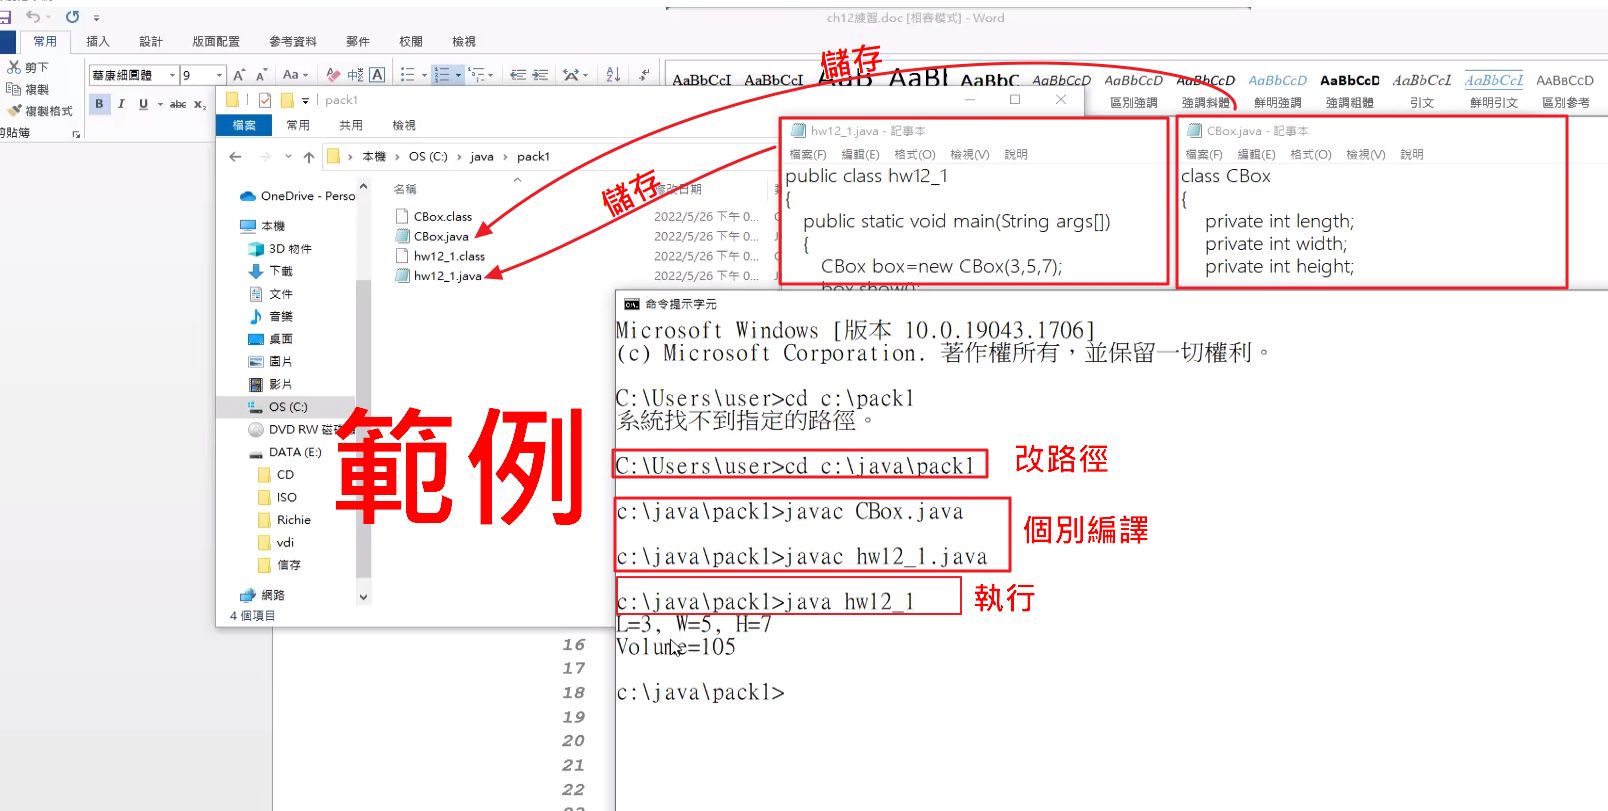 ch12練習.doc [相容模式] - Word
常用 插入 設計 版面配置 參考資料 郵件 校閱 檢視
剪下
複製
複製格式
剪貼簿
華康細圓體 9
B I U abc
AaBbCcI AaBbCcI AaBbCcD AaBbCcD AaBbCcD AaBbCcD AaBbCcD AaBbCcI AaBbCcI AABBCCD
區別強調 強調斜體 鮮明強調 強調粗體 引文 鮮明引文 區別參考
儲存
儲存
pack1
檔案 常用 共用 檢視
本機 › OS (C:) › java › pack1
名稱 修改日期
CBox.class 2022/5/26 下午 0...
CBox.java 2022/5/26 下午 0...
hw12_1.class 2022/5/26 下午 0...
hw12_1.java 2022/5/26 下午 0...
OneDrive - Perso
本機
3D 物件
下載
文件
音樂
桌面
圖片
影片
OS (C:)
DVD RW
DATA (E:)
CD
ISO
Richie
vdi
信存
網路
4 個項目
範例
hw12_1.java - 記事本
檔案(F) 編輯(E) 格式(O) 檢視(V) 說明
public class hw12_1
{
public static void main(String args[])
{
CBox box=new CBox(3,5,7);
box.show();
CBox.java - 記事本
檔案(F) 編輯(E) 格式(O) 檢視(V) 說明
class CBox
{
private int length;
private int width;
private int height;
命令提示字元
Microsoft Windows [版本 10.0.19043.1706]
(c) Microsoft Corporation. 著作權所有，並保留一切權利。
C:\Users\user>cd c:\pack1
系統找不到指定的路徑。
C:\Users\user>cd c:\java\pack1
改路徑
c:\java\pack1>javac CBox.java
個別編譯
c:\java\pack1>javac hw12_1.java
c:\java\pack1>java hw12_1
執行
L=3, W=5, H=7
Volume=105
c:\java\pack1>
16
17
18
19
20
21
22